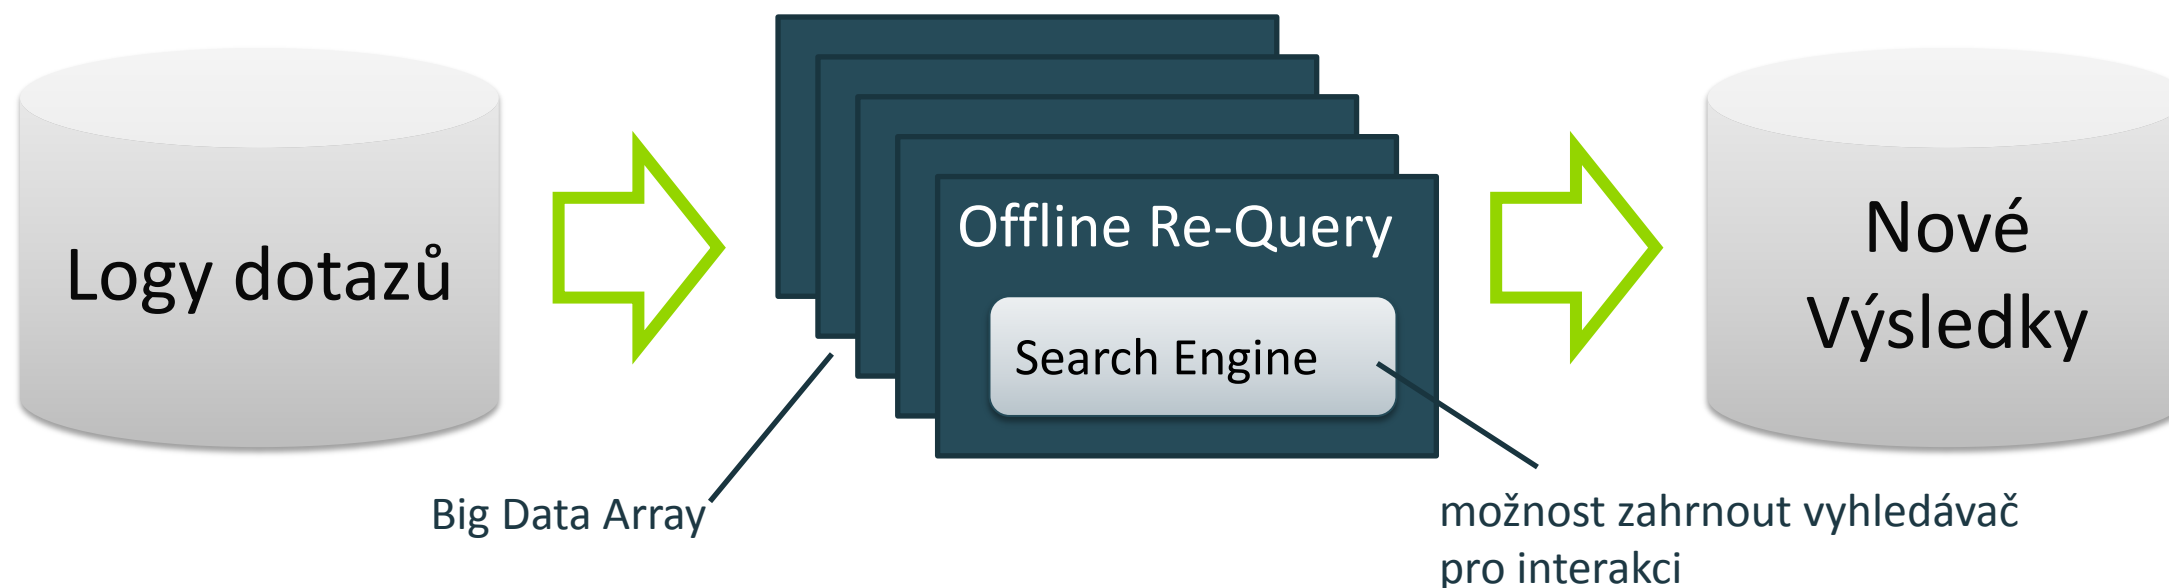 Logy dotazů
Offline Re-Query
Search Engine
Nové
Výsledky
Big Data Array
možnost zahrnout vyhledávač
pro interakci